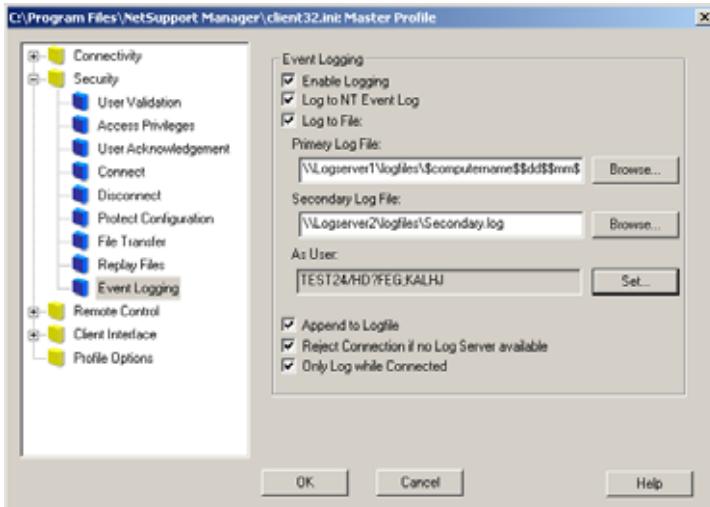 C:\Program Files\NetSupport Manager\client32.ini: Master Profile
Connectivity
Security
User Validation
Access Privileges
User Acknowledgement
Connect
Disconnect
Protect Configuration
File Transfer
Replay Files
Event Logging
Remote Control
Client Interface
Profile Options
Event Logging
Enable Logging
Log to NT Event Log
Log to File:
Primary Log File:
\\Logserver1\logfiles\$computername$$dd$$mm$
Browse...
Secondary Log File:
\\Logserver2\logfiles\Secondary.log
Browse...
As User:
TEST24/HD?FEG;KALHJ
Set...
Append to Logfile
Reject Connection if no Log Server available
Only Log while Connected
OK
Cancel
Help